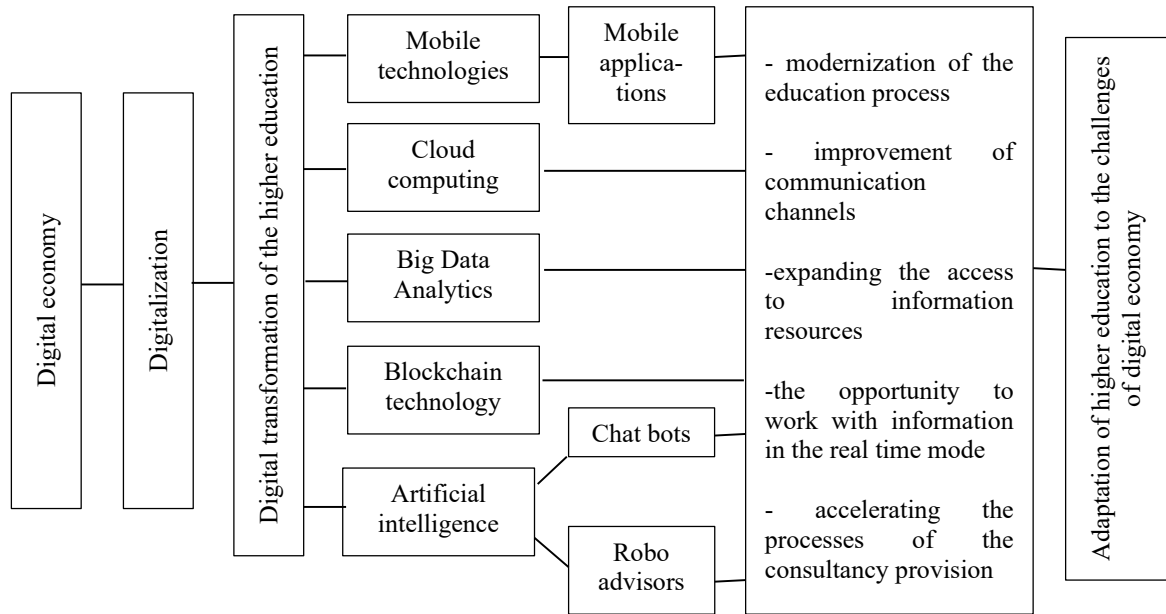 Digital economy
Digitalization
Digital transformation of the higher education
Mobile
technologies
Mobile
applica-
tions
Cloud
computing
Big Data
Analytics
Blockchain
technology
Artificial
intelligence
Chat bots
Robo
advisors
- modernization of the
education process
- improvement of
communication
channels
-expanding the access
to information
resources
-the opportunity to
work with information
in the real time mode
- accelerating the
processes of the
consultancy provision
Adaptation of higher education to the challenges
of digital economy